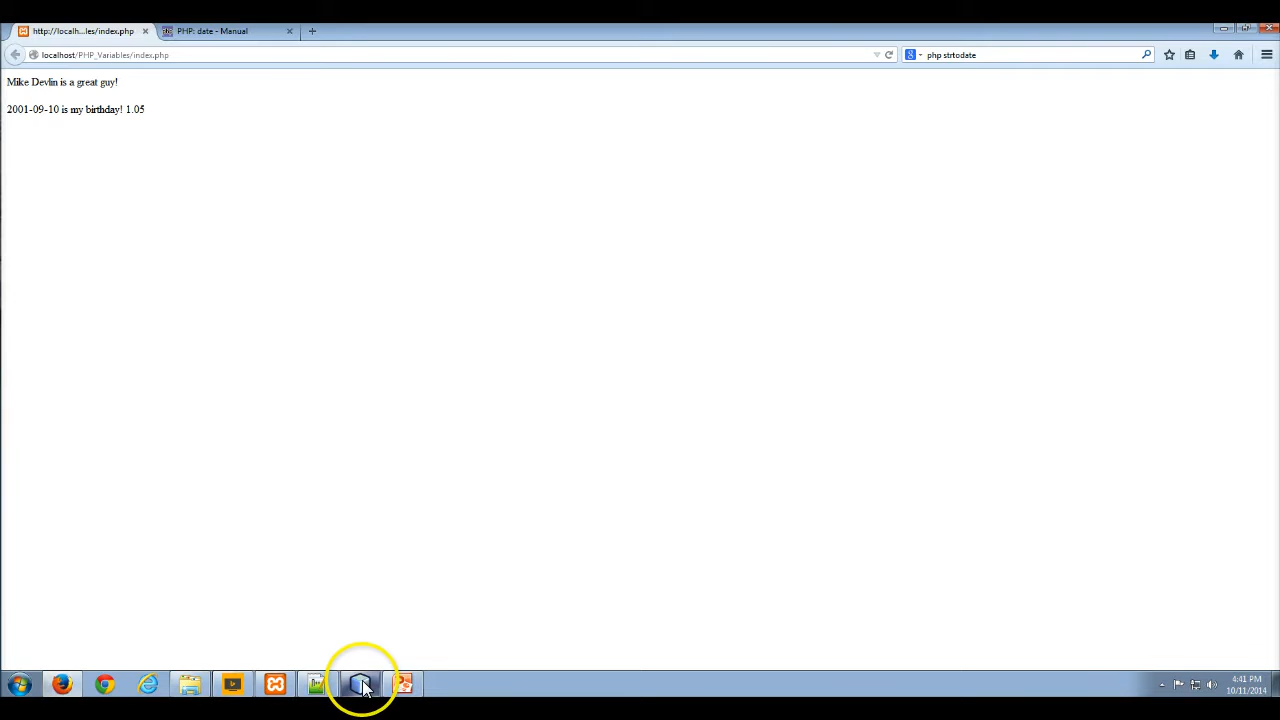 http://localh...les/index.php
PHP: date - Manual
localhost/PHP_Variables/index.php
php strtodate
Mike Devlin is a great guy!
2001-09-10 is my birthday! 1.05
4:41 PM
10/11/2014